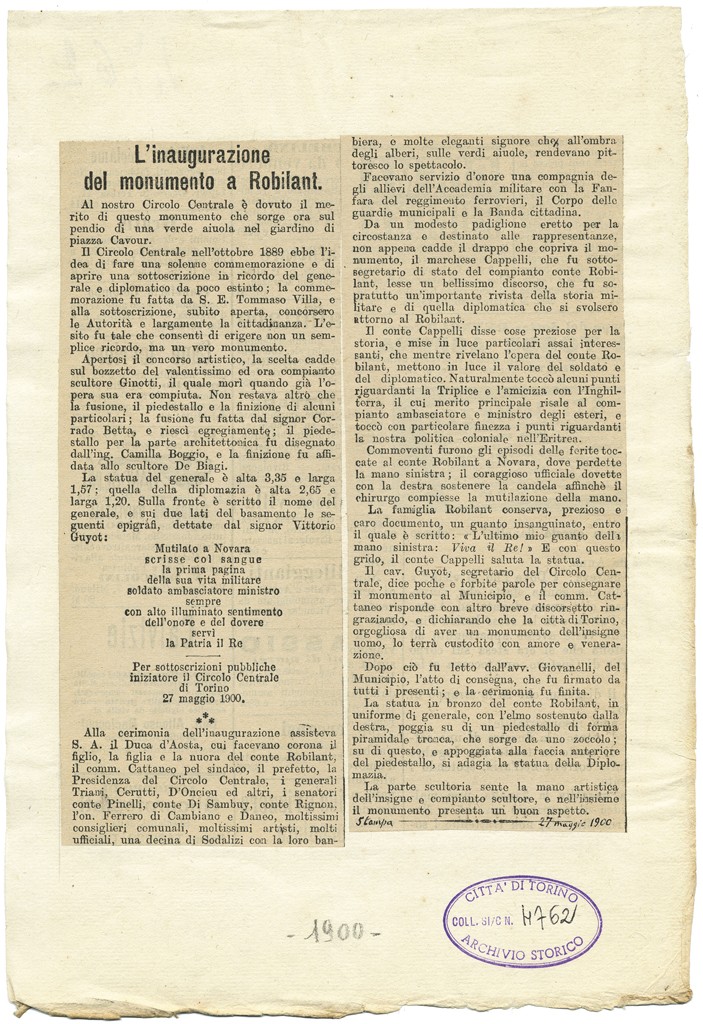 L'inaugurazione
del monumento a Robilant.
Al nostro Circolo Centrale è dovuto il me-
rito di questo monumento che sorge ora sul
pendio di una verde aiuola nel giardino di
piazza Cavour.
Il Circolo Centrale nell'ottobre 1889 ebbe l'i-
dea di fare una solenne commemorazione e di
aprire una sottoscrizione in ricordo del gene-
rale e diplomatico da poco estinto; la comme-
morazione fu fatta da S. E. Tommaso Villa, e
alla sottoscrizione, subito aperta, concorsero
le Autorità e largamente la cittadinanza. L'e-
sito fu tale che consentì di erigere non un sem-
plice ricordo, ma un vero monumento.
Apertosi il concorso artistico, la scelta cadde
sul bozzetto del valentissimo ed ora compianto
scultore Ginotti, il quale morì quando già l'o-
pera sua era compiuta. Non restava altro che
la fusione, il piedestallo e la finizione di alcuni
particolari; la fusione fu fatta dal signor Cor-
rado Betta, e riescì egregiamente; il piede-
stallo per la parte architettonica fu disegnato
dall'ing. Camilla Boggio, e la finizione fu affi-
data allo scultore De Biagi.
La statua del generale è alta 3,35 e larga
1,57; quella della diplomazia è alta 2,65 e
larga 1,20. Sulla fronte è scritto il nome del
generale, e sui due lati del basamento le se-
guenti epigrafi, dettate dal signor Vittorio
Guyot:
Mutilato a Novara
scrisse col sangue
la prima pagina
della sua vita militare
soldato ambasciatore ministro
sempre
con alto illuminato sentimento
dell'onore e del dovere
servì
la Patria il Re
Per sottoscrizioni pubbliche
iniziatore il Circolo Centrale
di Torino
27 maggio 1900.
***
Alla cerimonia dell'inaugurazione assisteva
S. A. il Duca d'Aosta, cui facevano corona il
figlio, la figlia e la nuora del conte Robilant,
il comm. Cattaneo pel sindaco, il prefetto, la
Presidenza del Circolo Centrale, i generali
Triani, Cerutti, D'Oncieu ed altri, i senatori
conte Pinelli, conte Di Sambuy, conte Rignon,
l'on. Ferrero di Cambiano e Daneo, moltissimi
consiglieri comunali, moltissimi artisti, molti
ufficiali, una decina di Sodalizi con la loro ban-
biera, e molte eleganti signore che all'ombra
degli alberi, sulle verdi aiuole, rendevano pit-
toresco lo spettacolo.
Facevano servizio d'onore una compagnia de-
gli allievi dell'Accademia militare con la Fan-
fara del reggimento ferrovieri, il Corpo delle
guardie municipali e la Banda cittadina.
Da un modesto padiglione eretto per la
circostanza e destinato alle rappresentanze,
non appena cadde il drappo che copriva il mo-
numento, il marchese Cappelli, che fu sotto-
segretario di stato del compianto conte Robi-
lant, lesse un bellissimo discorso, che fu so-
pratutto un'importante rivista della storia mi-
litare e di quella diplomatica che si svolsero
attorno al Robilant.
Il conte Cappelli disse cose preziose per la
storia, e mise in luce particolari assai interes-
santi, che mentre rivelano l'opera del conte Ro-
bilant, mettono in luce il valore del soldato e
del diplomatico. Naturalmente toccò alcuni punti
riguardanti la Triplice e l'amicizia con l'Inghil-
terra, il cui merito principale risale al com-
pianto ambasciatore e ministro degli esteri, e
toccò con particolare finezza i punti riguardanti
la nostra politica coloniale nell'Eritrea.
Commoventi furono gli episodi delle ferite toc-
cate al conte Robilant a Novara, dove perdette
la mano sinistra; il coraggioso ufficiale dovette
con la destra sostenere la candela affinchè il
chirurgo compiesse la mutilazione della mano.
La famiglia Robilant conserva, prezioso e
caro documento, un guanto insanguinato, entro
il quale è scritto: « L'ultimo mio guanto della
mano sinistra: Viva il Re! » E con questo
grido, il conte Cappelli saluta la statua.
Il cav. Guyot, segretario del Circolo Cen-
trale, dice poche e forbite parole per consegnare
il monumento al Municipio, e il comm. Cat-
taneo risponde con altro breve discorsetto rin-
graziando, e dichiarando che la città di Torino,
orgogliosa di aver un monumento dell'insigne
uomo, lo terrà custodito con amore e venera-
zione.
Dopo ciò fu letto dall'avv. Giovanelli, del
Municipio, l'atto di consegna, che fu firmato da
tutti i presenti; e la cerimonia fu finita.
La statua in bronzo del conte Robilant, in
uniforme di generale, con l'elmo sostenuto dalla
destra, poggia su di un piedestallo di forma
piramidale tronca, che sorge da uno zoccolo;
su di questo, e appoggiata alla faccia anteriore
del piedestallo, si adagia la statua della Diplo-
mazia.
La parte scultoria sente la mano artistica
dell'insigne e compianto scultore, e nell'insieme
il monumento presenta un buon aspetto.
Stampa 27 maggio 1900
CITTA' DI TORINO
COLL. SI/C N. 4762
ARCHIVIO STORICO
- 1900 -